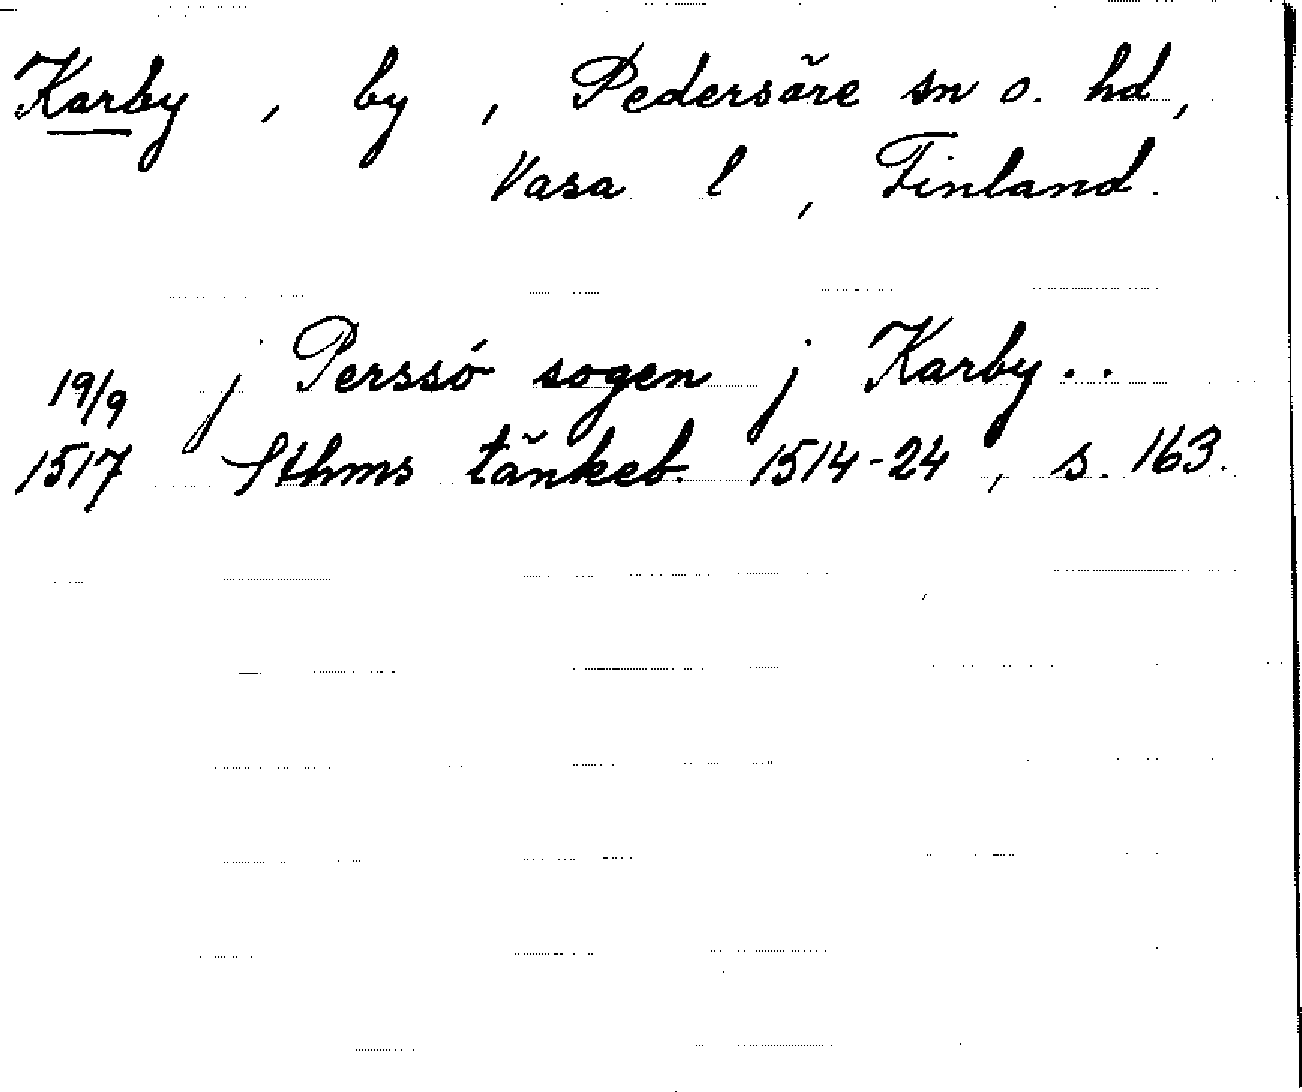 Karby, by, Pedersöre sn o. hd,
Vasa l, Finland.
19/9 j Perssö sogen j Karby..
1517 Sthms tänkeb. 1514-24, s. 163.